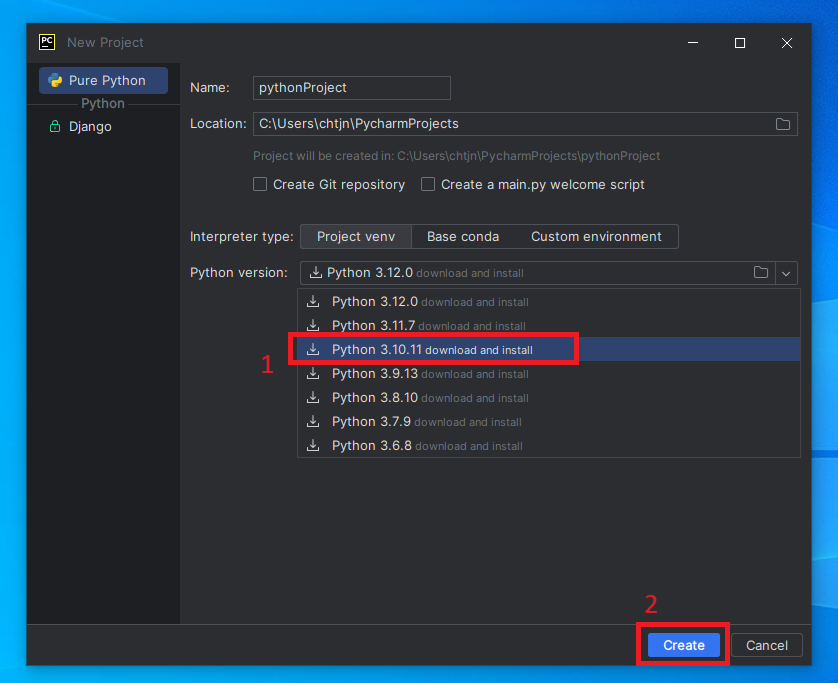 PC New Project
Pure Python
Python
Django
Name: pythonProject
Location: C:\Users\chtjn\PycharmProjects
Project will be created in: C:\Users\chtjn\PycharmProjects\pythonProject
Create Git repository Create a main.py welcome script
Interpreter type: Project venv Base conda Custom environment
Python version: Python 3.12.0 download and install
Python 3.12.0 download and install
Python 3.11.7 download and install
1 Python 3.10.11 download and install
Python 3.9.13 download and install
Python 3.8.10 download and install
Python 3.7.9 download and install
Python 3.6.8 download and install
2
Create Cancel